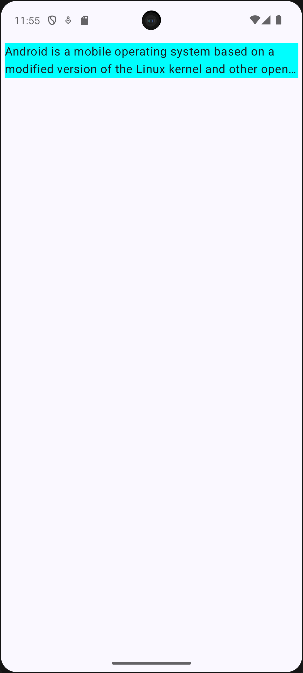 11:55
Android is a mobile operating system based on a
modified version of the Linux kernel and other open…